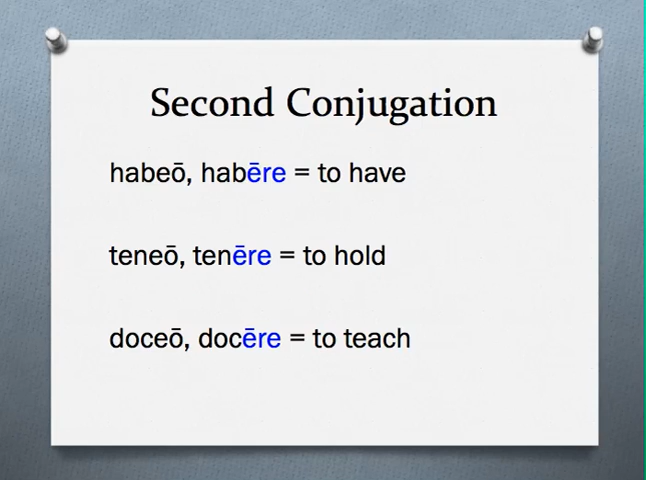 Second Conjugation
habeō, habēre = to have
teneō, tenēre = to hold
doceō, docēre = to teach